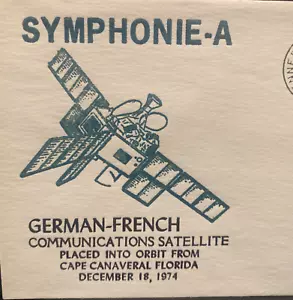 SYMPHONIE-A
GERMAN-FRENCH
COMMUNICATIONS SATELLITE
PLACED INTO ORBIT FROM
CAPE CANAVERAL FLORIDA
DECEMBER 18, 1974